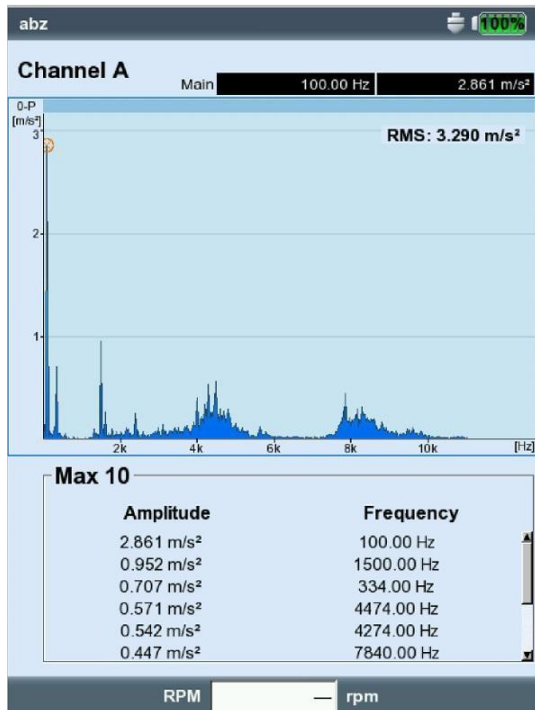 abz
100%
Channel A
Main 100.00 Hz 2.861 m/s²
0-P
[m/s²]
RMS: 3.290 m/s²
3
2
1
2k 4k 6k 8k 10k [Hz]
Max 10
Amplitude Frequency
2.861 m/s² 100.00 Hz
0.952 m/s² 1500.00 Hz
0.707 m/s² 334.00 Hz
0.571 m/s² 4474.00 Hz
0.542 m/s² 4274.00 Hz
0.447 m/s² 7840.00 Hz
RPM — rpm